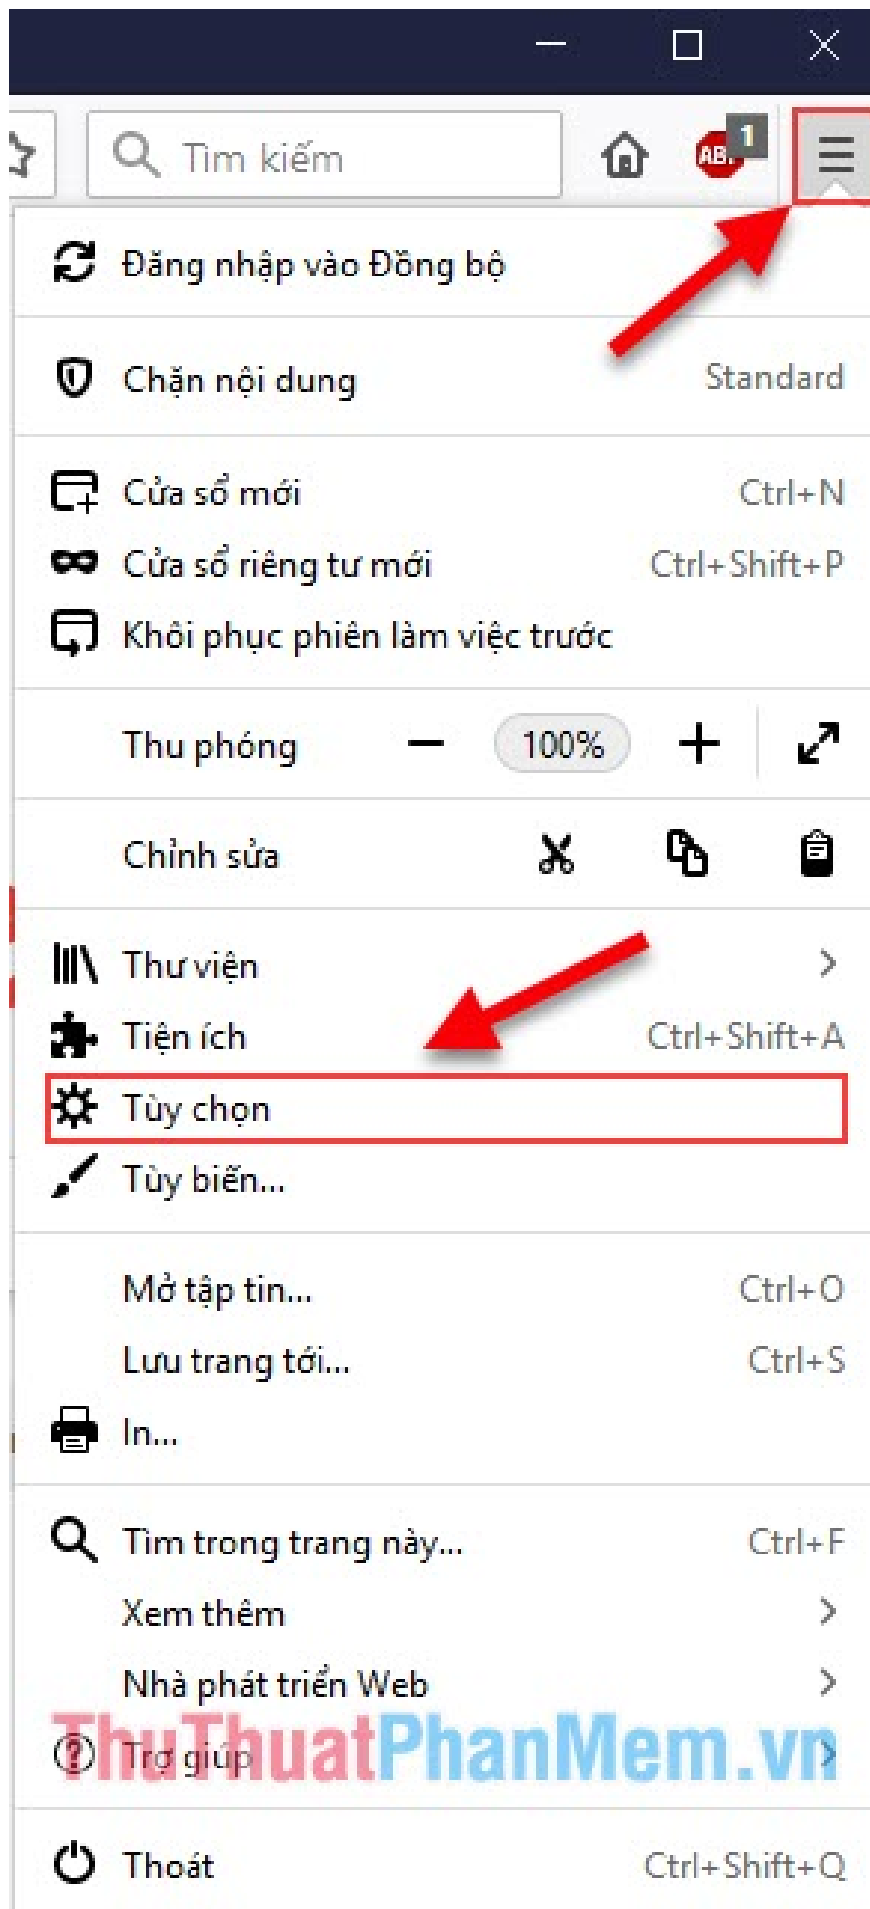 Tìm kiếm
ABP 1
Đăng nhập vào Đồng bộ
Chặn nội dung Standard
Cửa sổ mới Ctrl+N
Cửa sổ riêng tư mới Ctrl+Shift+P
Khôi phục phiên làm việc trước
Thu phóng 100%
Chỉnh sửa
Thư viện
Tiện ích Ctrl+Shift+A
Tùy chọn
Tùy biến...
Mở tập tin... Ctrl+O
Lưu trang tới... Ctrl+S
In...
Tìm trong trang này... Ctrl+F
Xem thêm
Nhà phát triển Web
Trợ giúp
ThuThuatPhanMem.vn
Thoát Ctrl+Shift+Q